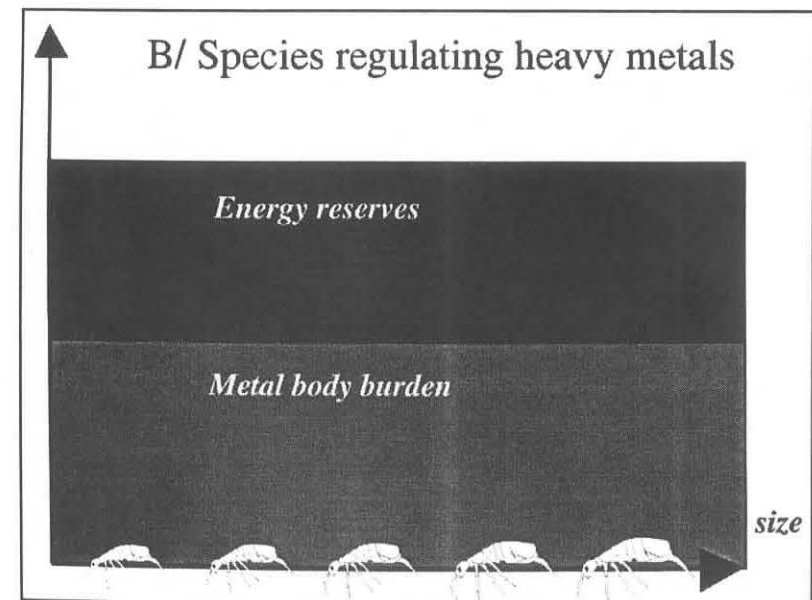 B/ Species regulating heavy metals
Energy reserves
Metal body burden
size